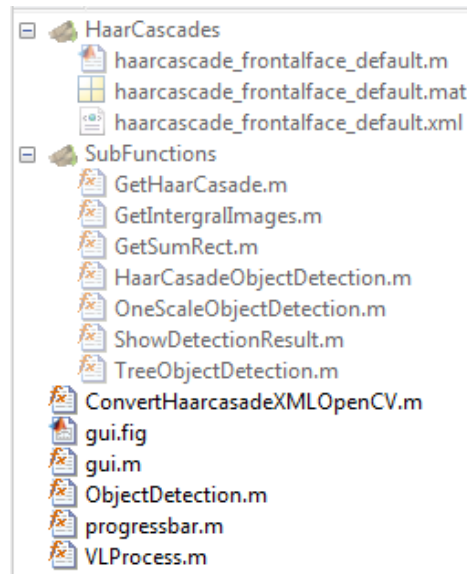 HaarCascades
haarcascade_frontalface_default.m
haarcascade_frontalface_default.mat
haarcascade_frontalface_default.xml
SubFunctions
GetHaarCasade.m
GetIntergralImages.m
GetSumRect.m
HaarCasadeObjectDetection.m
OneScaleObjectDetection.m
ShowDetectionResult.m
TreeObjectDetection.m
ConvertHaarcasadeXMLOpenCV.m
gui.fig
gui.m
ObjectDetection.m
progressbar.m
VLProcess.m